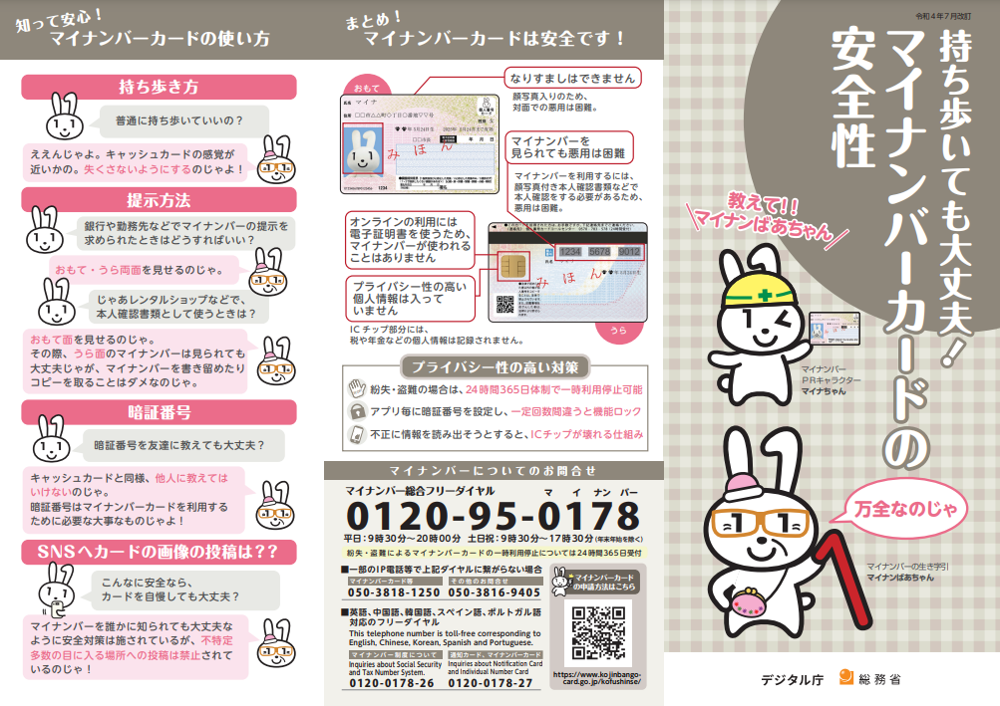 知って安心！
マイナンバーカードの使い方
持ち歩き方
普通に持ち歩いていいの？
ええんじゃよ。キャッシュカードの感覚が
近いかの。失くさないようにするのじゃよ！
提示方法
銀行や勤務先などでマイナンバーの提示を
求められたときはどうすればいい？
おもて・うら両面を見せるのじゃ。
じゃあレンタルショップなどで、
本人確認書類として使うときは？
おもて面を見せるのじゃ。
その際、うら面のマイナンバーは見られても
大丈夫じゃが、マイナンバーを書き留めたり
コピーを取ることはダメなのじゃ。
暗証番号
暗証番号を友達に教えても大丈夫？
キャッシュカードと同様、他人に教えては
いけないのじゃ。
暗証番号はマイナンバーカードを利用する
ために必要な大事なものなのじゃよ！
SNSへカードの画像の投稿は？？
こんなに安全なら、
カードを自慢しても大丈夫？
マイナンバーを誰かに知られても大丈夫な
ように安全対策は施されているが、不特定
多数の目に入る場所への投稿は禁止されて
いるのじゃ！
まとめ！
マイナンバーカードは安全です！
おもて
なりすましはできません
顔写真入りのため、
対面での悪用は困難。
氏名 マイナ
住所 □□市△△町◇丁目○番地▽▽号
個人番号
カード
性別 女
みほん
1234
マイナンバーを
見られても悪用は困難
マイナンバーを利用するには、
顔写真付き本人確認書類などで
本人確認をする必要があるため、
悪用は困難。
オンラインの利用には
電子証明書を使うため、
マイナンバーが使われる
ことはありません
プライバシー性の高い
個人情報は入って
いません
1234 5678 9012
みほん
うら
ICチップ部分には、
税や年金などの個人情報は記録されません。
プライバシー性の高い対策
紛失・盗難の場合は、24時間365日体制で一時利用停止可能
アプリ毎に暗証番号を設定し、一定回数間違うと機能ロック
不正に情報を読み出そうとすると、ICチップが壊れる仕組み
マイナンバーについてのお問合せ
マイナンバー総合フリーダイヤル
マイナンバー
0120-95-0178
平日：9時30分〜20時00分 土日祝：9時30分〜17時30分（年末年始を除く）
紛失・盗難によるマイナンバーカードの一時利用停止については24時間365日受付
■一部のIP電話等で上記ダイヤルに繋がらない場合
マイナンバーカード等
その他のお問合せ
050-3818-1250
050-3816-9405
■英語、中国語、韓国語、スペイン語、ポルトガル語
対応のフリーダイヤル
This telephone number is toll-free corresponding to
English, Chinese, Korean, Spanish and Portuguese.
マイナンバー制度について
通知カード、マイナンバーカード
Inquiries about Social Security
and Tax Number System.
Inquiries about Notification Card
and Individual Number Card
0120-0178-26
0120-0178-27
マイナンバーカード
の申請方法はこちら
https://www.kojinbango-
card.go.jp/kofushinse/
令和4年7月改訂
持ち歩いても大丈夫！
マイナンバーカードの
安全性
教えて！！
マイナンばあちゃん
マイナンバー
PRキャラクター
マイナちゃん
万全なのじゃ
マイナンバーの生き字引
マイナンばあちゃん
デジタル庁
総務省